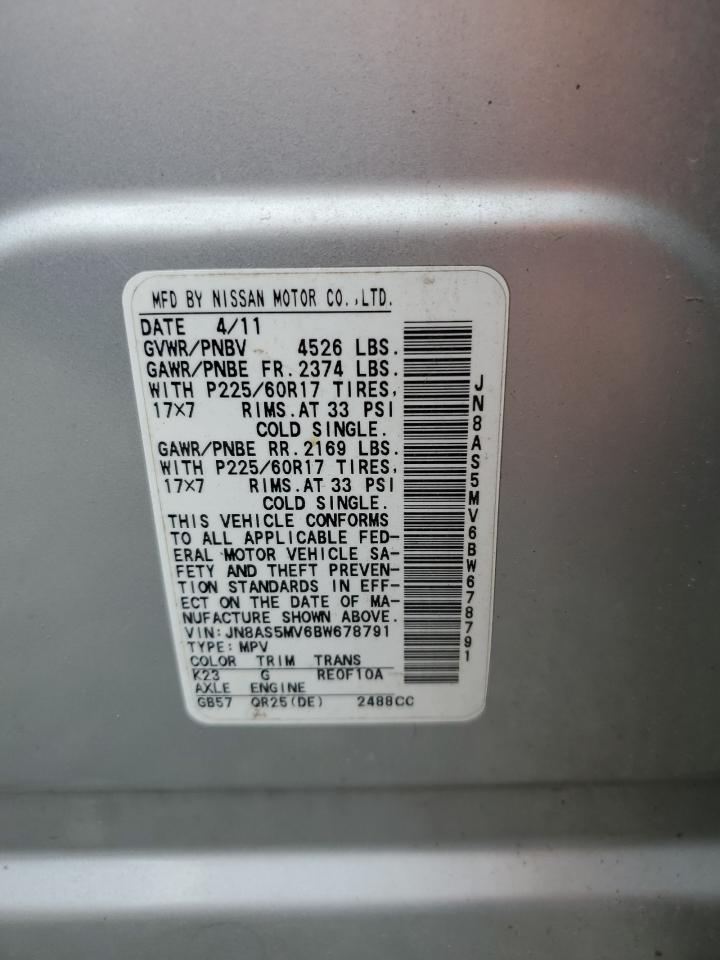 MFD BY NISSAN MOTOR CO.,LTD.
DATE 4/11
GVWR/PNBV 4526 LBS.
GAWR/PNBE FR. 2374 LBS.
WITH P225/60R17 TIRES,
17×7 RIMS. AT 33 PSI
COLD SINGLE.
GAWR/PNBE RR. 2169 LBS.
WITH P225/60R17 TIRES,
17×7 RIMS. AT 33 PSI
COLD SINGLE.
THIS VEHICLE CONFORMS
TO ALL APPLICABLE FED-
ERAL MOTOR VEHICLE SA-
FETY AND THEFT PREVEN-
TION STANDARDS IN EFF-
ECT ON THE DATE OF MA-
NUFACTURE SHOWN ABOVE.
VIN: JN8AS5MV6BW678791
TYPE: MPV
COLOR TRIM TRANS
K23 G RE0F10A
AXLE ENGINE
GB57 QR25(DE) 2488CC
JN8AS5MV6BW678791